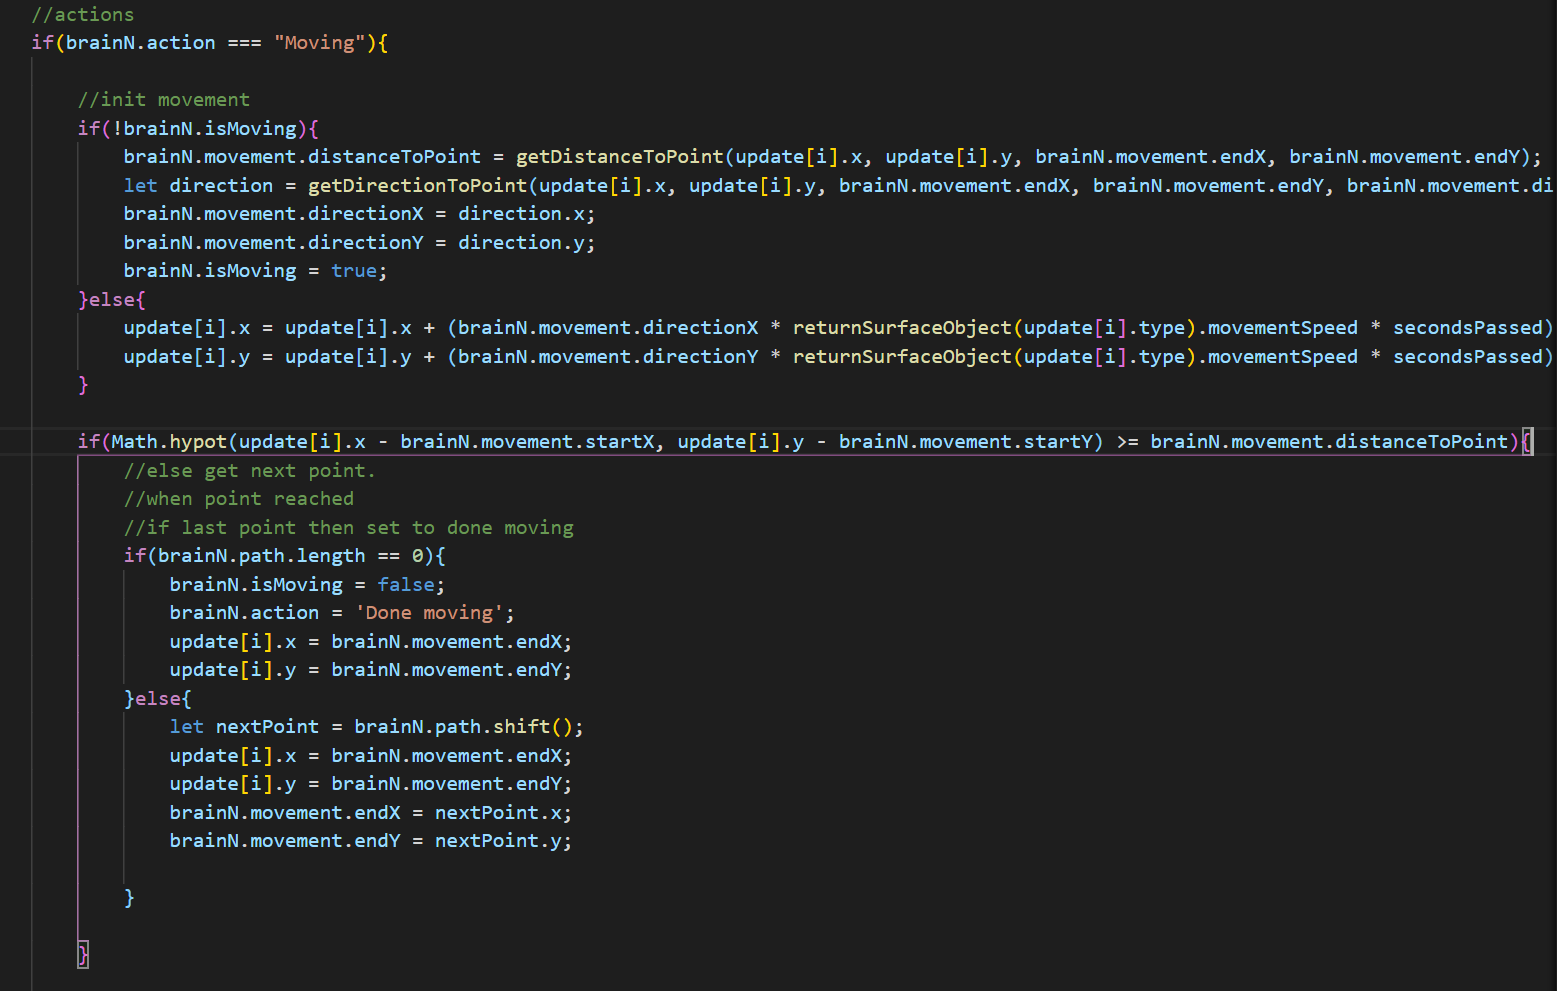 //actions
if(brainN.action === "Moving"){
//init movement
if(!brainN.isMoving){
brainN.movement.distanceToPoint = getDistanceToPoint(update[i].x, update[i].y, brainN.movement.endX, brainN.movement.endY);
let direction = getDirectionToPoint(update[i].x, update[i].y, brainN.movement.endX, brainN.movement.endY, brainN.movement.di
brainN.movement.directionX = direction.x;
brainN.movement.directionY = direction.y;
brainN.isMoving = true;
}else{
update[i].x = update[i].x + (brainN.movement.directionX * returnSurfaceObject(update[i].type).movementSpeed * secondsPassed)
update[i].y = update[i].y + (brainN.movement.directionY * returnSurfaceObject(update[i].type).movementSpeed * secondsPassed)
}
if(Math.hypot(update[i].x - brainN.movement.startX, update[i].y - brainN.movement.startY) >= brainN.movement.distanceToPoint){
//else get next point.
//when point reached
//if last point then set to done moving
if(brainN.path.length == 0){
brainN.isMoving = false;
brainN.action = 'Done moving';
update[i].x = brainN.movement.endX;
update[i].y = brainN.movement.endY;
}else{
let nextPoint = brainN.path.shift();
update[i].x = brainN.movement.endX;
update[i].y = brainN.movement.endY;
brainN.movement.endX = nextPoint.x;
brainN.movement.endY = nextPoint.y;
}
}